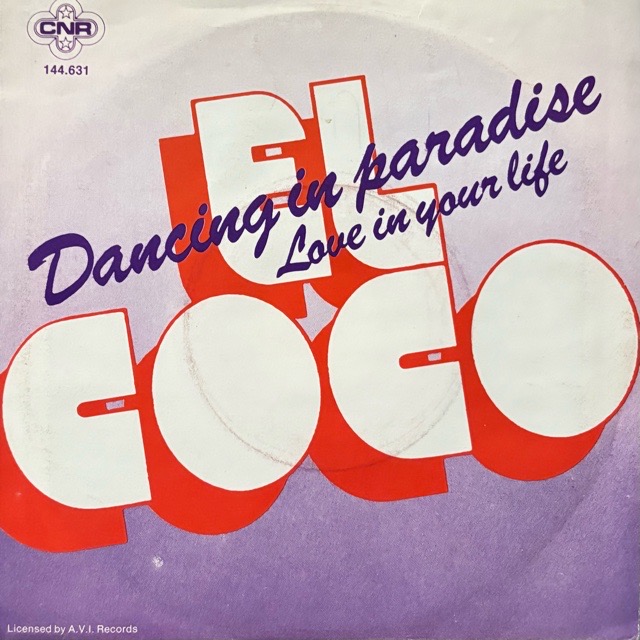 CNR
144.631
EL
COCO
Dancing in paradise
Love in your life
Licensed by A.V.I. Records